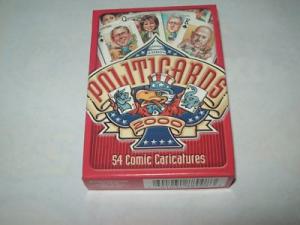 POLITICARDS
2000
54 Comic Caricatures